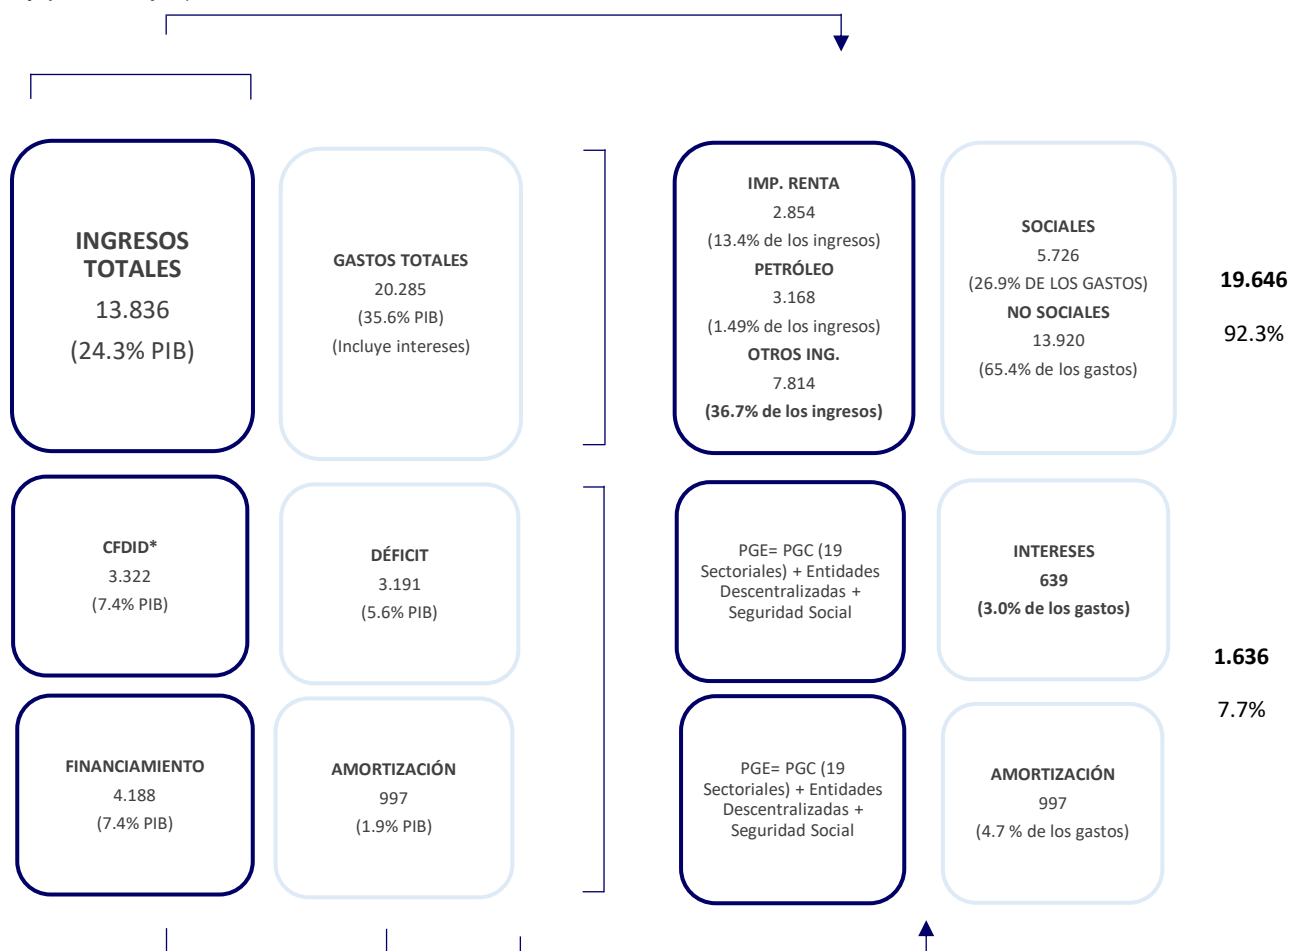 INGRESOS
TOTALES
13.836
(24.3% PIB)
GASTOS TOTALES
20.285
(35.6% PIB)
(Incluye intereses)
IMP. RENTA
2.854
(13.4% de los ingresos)
PETRÓLEO
3.168
(1.49% de los ingresos)
OTROS ING.
7.814
(36.7% de los ingresos)
SOCIALES
5.726
(26.9% DE LOS GASTOS)
NO SOCIALES
13.920
(65.4% de los gastos)
19.646
92.3%
CFDID*
3.322
(7.4% PIB)
DÉFICIT
3.191
(5.6% PIB)
PGE= PGC (19
Sectoriales) + Entidades
Descentralizadas +
Seguridad Social
INTERESES
639
(3.0% de los gastos)
1.636
7.7%
FINANCIAMIENTO
4.188
(7.4% PIB)
AMORTIZACIÓN
997
(1.9% PIB)
PGE= PGC (19
Sectoriales) + Entidades
Descentralizadas +
Seguridad Social
AMORTIZACIÓN
997
(4.7 % de los gastos)